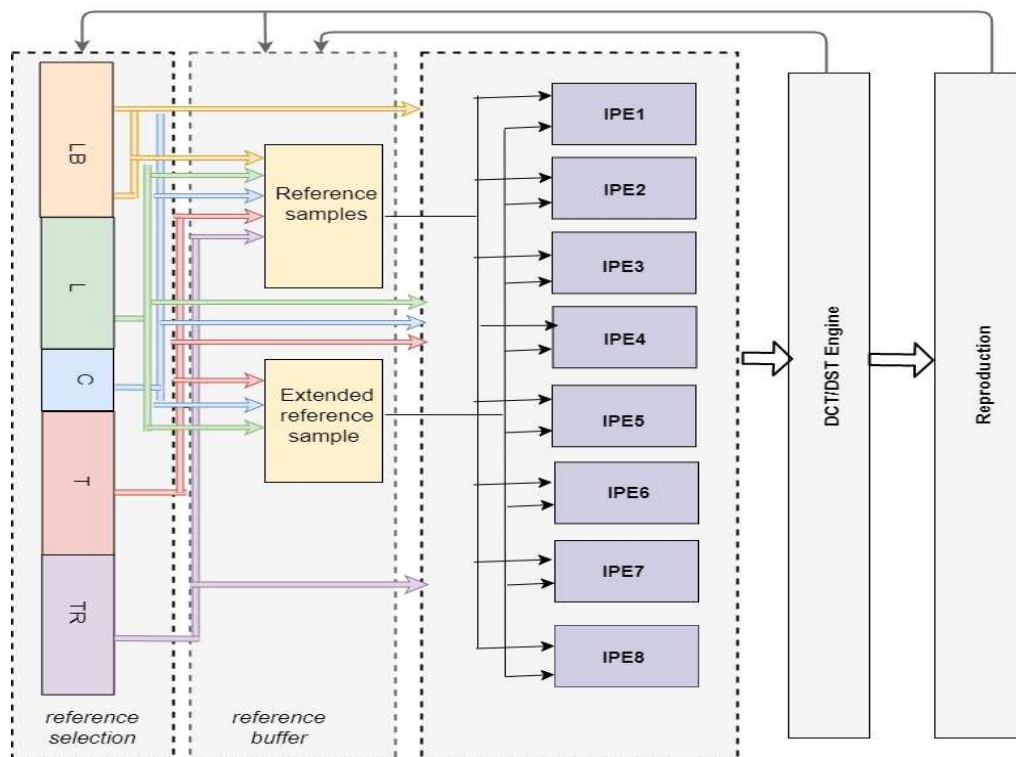 LB
L
C
T
TR
reference
selection
Reference
samples
Extended
reference
sample
reference
buffer
IPE1
IPE2
IPE3
IPE4
IPE5
IPE6
IPE7
IPE8
DCT/DST Engine
Reproduction